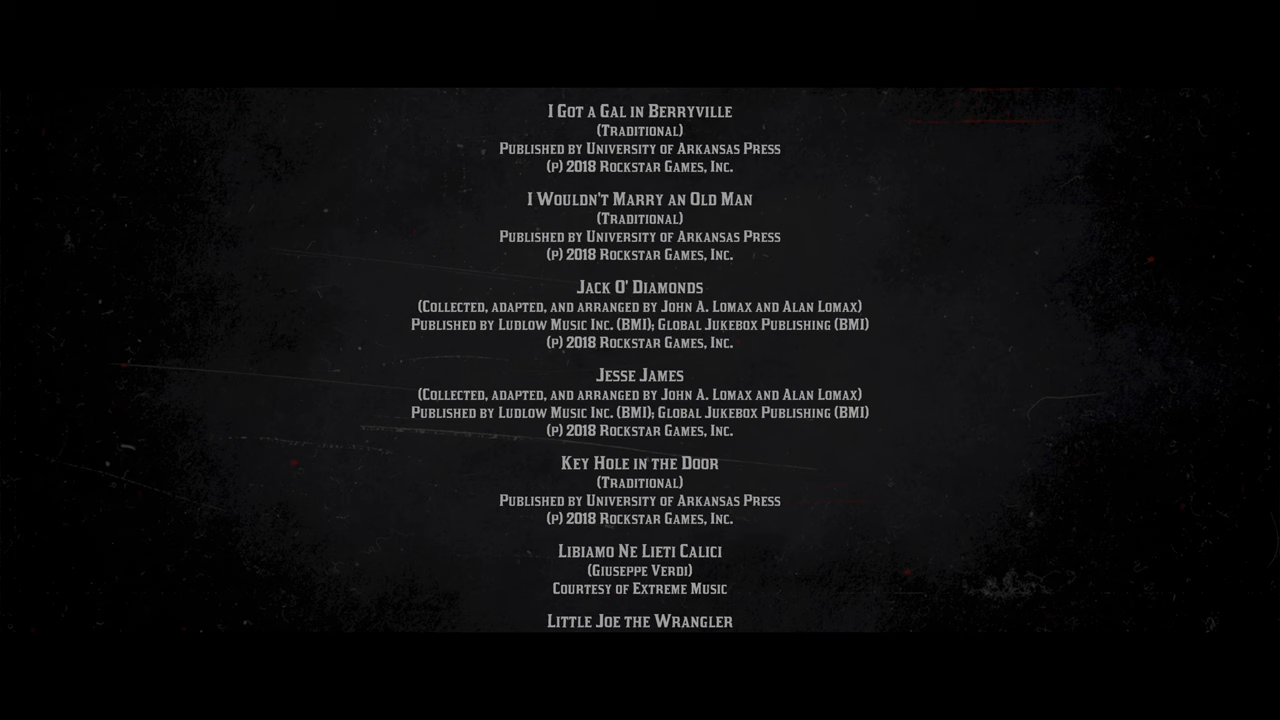 I Got a Gal in Berryville
(Traditional)
Published by University of Arkansas Press
(P) 2018 Rockstar Games, Inc.
I Wouldn't Marry an Old Man
(Traditional)
Published by University of Arkansas Press
(P) 2018 Rockstar Games, Inc.
Jack O' Diamonds
(Collected, adapted, and arranged by John A. Lomax and Alan Lomax)
Published by Ludlow Music Inc. (BMI); Global Jukebox Publishing (BMI)
(P) 2018 Rockstar Games, Inc.
Jesse James
(Collected, adapted, and arranged by John A. Lomax and Alan Lomax)
Published by Ludlow Music Inc. (BMI); Global Jukebox Publishing (BMI)
(P) 2018 Rockstar Games, Inc.
Key Hole in the Door
(Traditional)
Published by University of Arkansas Press
(P) 2018 Rockstar Games, Inc.
Libiamo Ne Lieti Calici
(Giuseppe Verdi)
Courtesy of Extreme Music
Little Joe the Wrangler